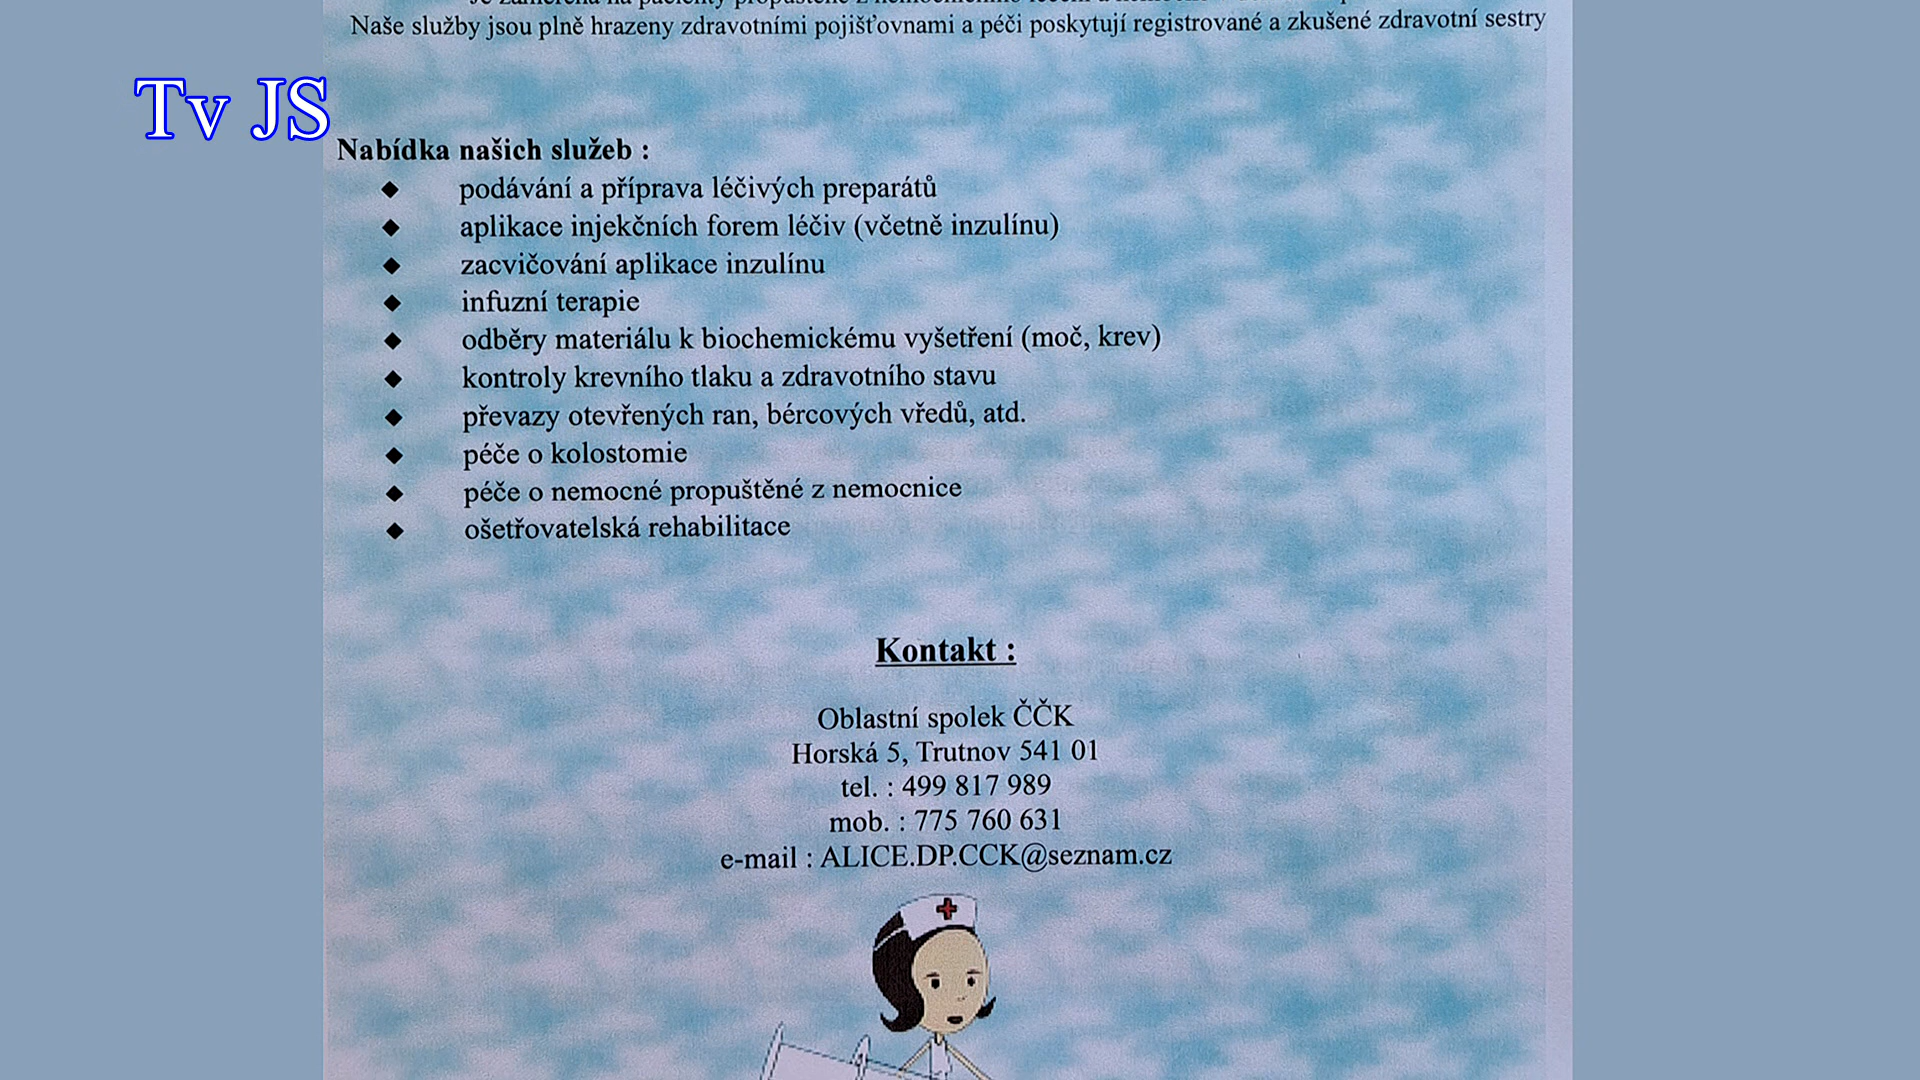 Naše služby jsou plně hrazeny zdravotními pojišťovnami a péči poskytují registrované a zkušené zdravotní sestry
Tv JS
Nabídka našich služeb :
◆ podávání a příprava léčivých preparátů
◆ aplikace injekčních forem léčiv (včetně inzulínu)
◆ zacvičování aplikace inzulínu
◆ infuzní terapie
◆ odběry materiálu k biochemickému vyšetření (moč, krev)
◆ kontroly krevního tlaku a zdravotního stavu
◆ převazy otevřených ran, bércových vředů, atd.
◆ péče o kolostomie
◆ péče o nemocné propuštěné z nemocnice
◆ ošetřovatelská rehabilitace
Kontakt :
Oblastní spolek ČČK
Horská 5, Trutnov 541 01
tel. : 499 817 989
mob. : 775 760 631
e-mail : ALICE.DP.CCK@seznam.cz